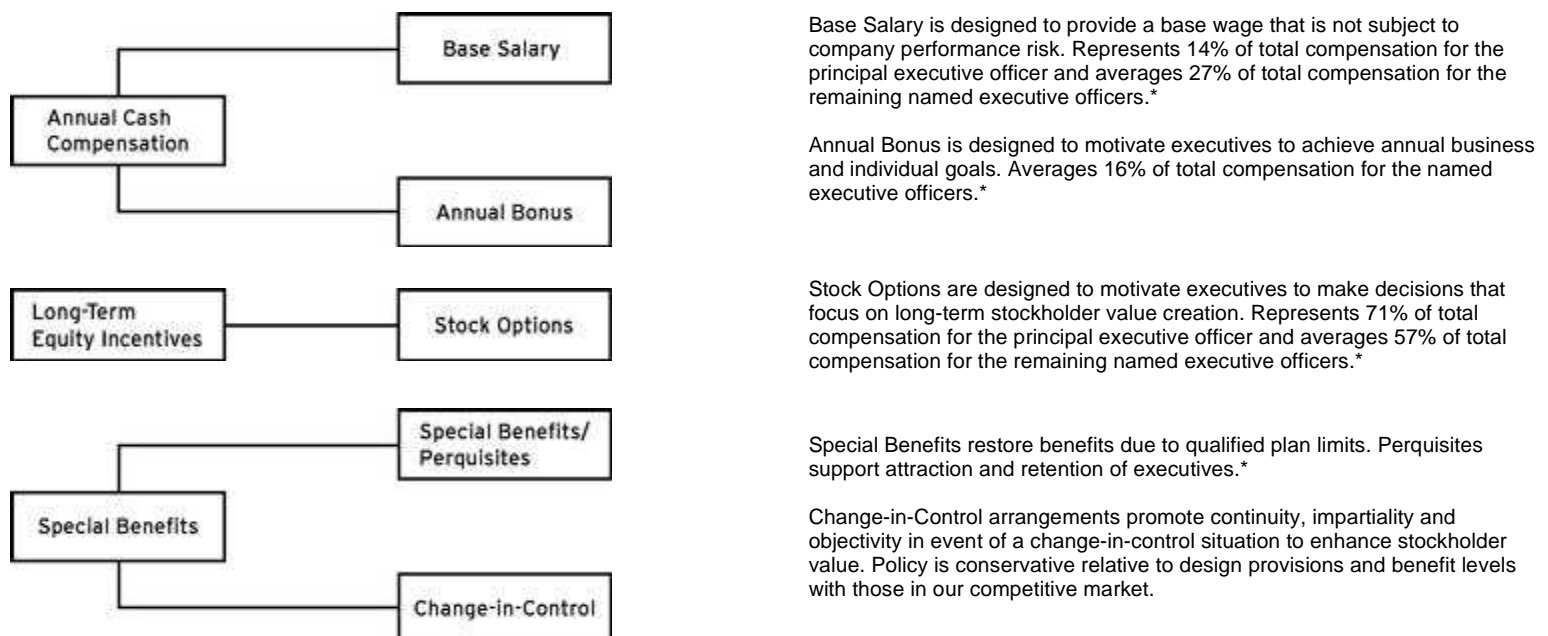 Base Salary
Annual Cash
Compensation
Annual Bonus
Base Salary is designed to provide a base wage that is not subject to
company performance risk. Represents 14% of total compensation for the
principal executive officer and averages 27% of total compensation for the
remaining named executive officers.*
Annual Bonus is designed to motivate executives to achieve annual business
and individual goals. Averages 16% of total compensation for the named
executive officers.*
Long-Term
Equity Incentives
Stock Options
Stock Options are designed to motivate executives to make decisions that
focus on long-term stockholder value creation. Represents 71% of total
compensation for the principal executive officer and averages 57% of total
compensation for the remaining named executive officers.*
Special Benefits/
Perquisites
Special Benefits
Change-in-Control
Special Benefits restore benefits due to qualified plan limits. Perquisites
support attraction and retention of executives.*
Change-in-Control arrangements promote continuity, impartiality and
objectivity in event of a change-in-control situation to enhance stockholder
value. Policy is conservative relative to design provisions and benefit levels
with those in our competitive market.